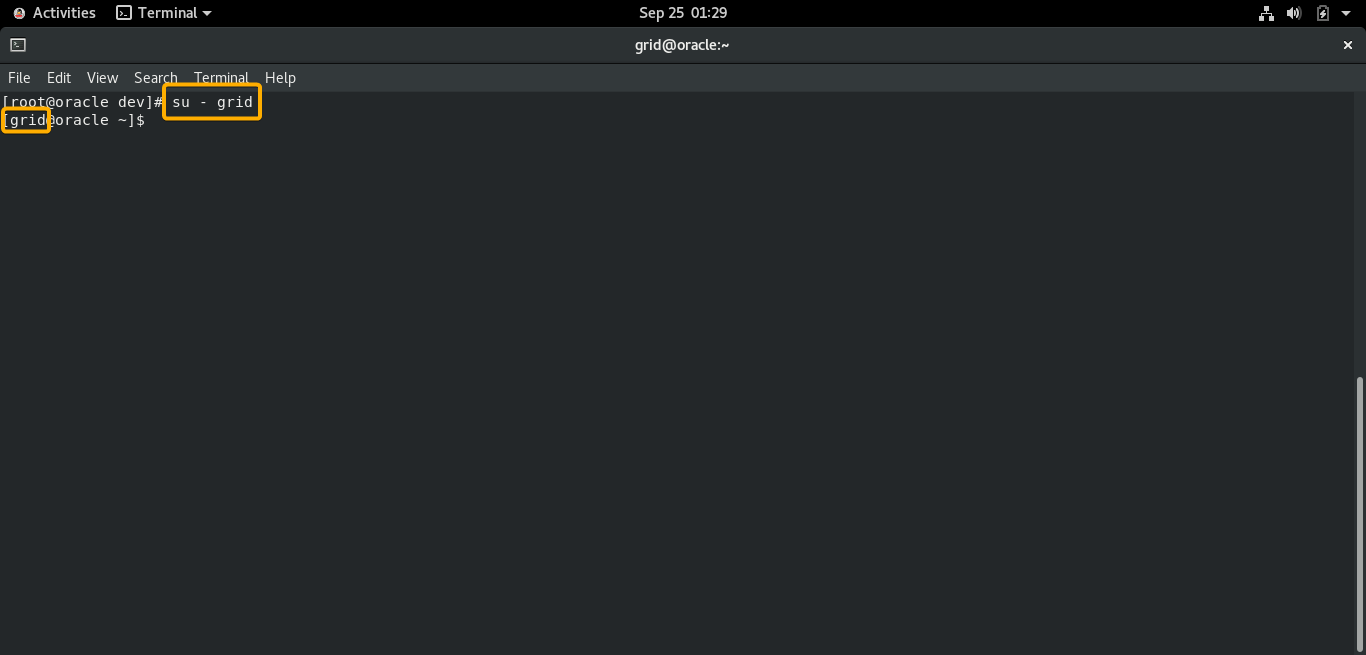 Activities Terminal Sep 25 01:29
grid@oracle:~
File Edit View Search Terminal Help
[root@oracle dev]# su - grid
[grid@oracle ~]$